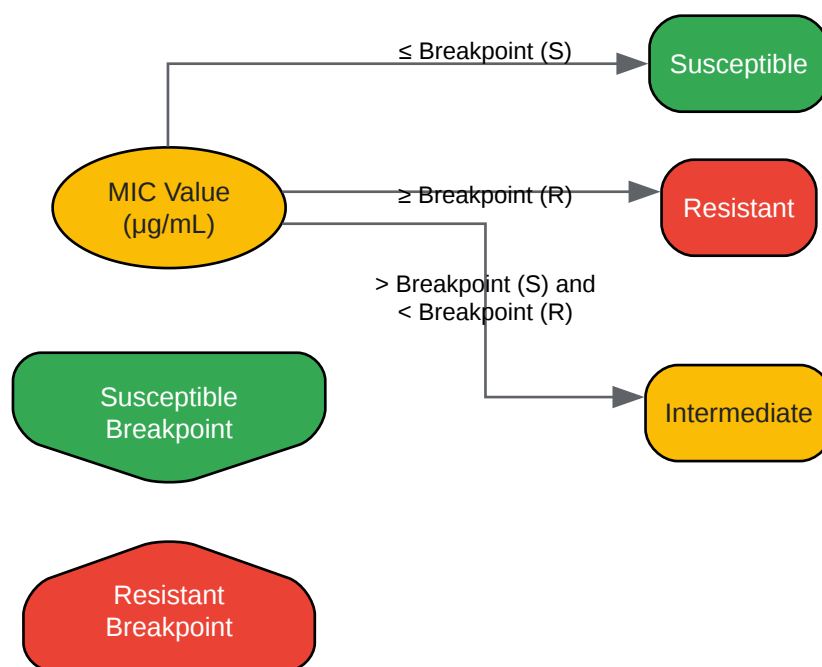 ≤ Breakpoint (S)
Susceptible
MIC Value
(μg/mL)
≥ Breakpoint (R)
Resistant
> Breakpoint (S) and
< Breakpoint (R)
Intermediate
Susceptible
Breakpoint
Resistant
Breakpoint